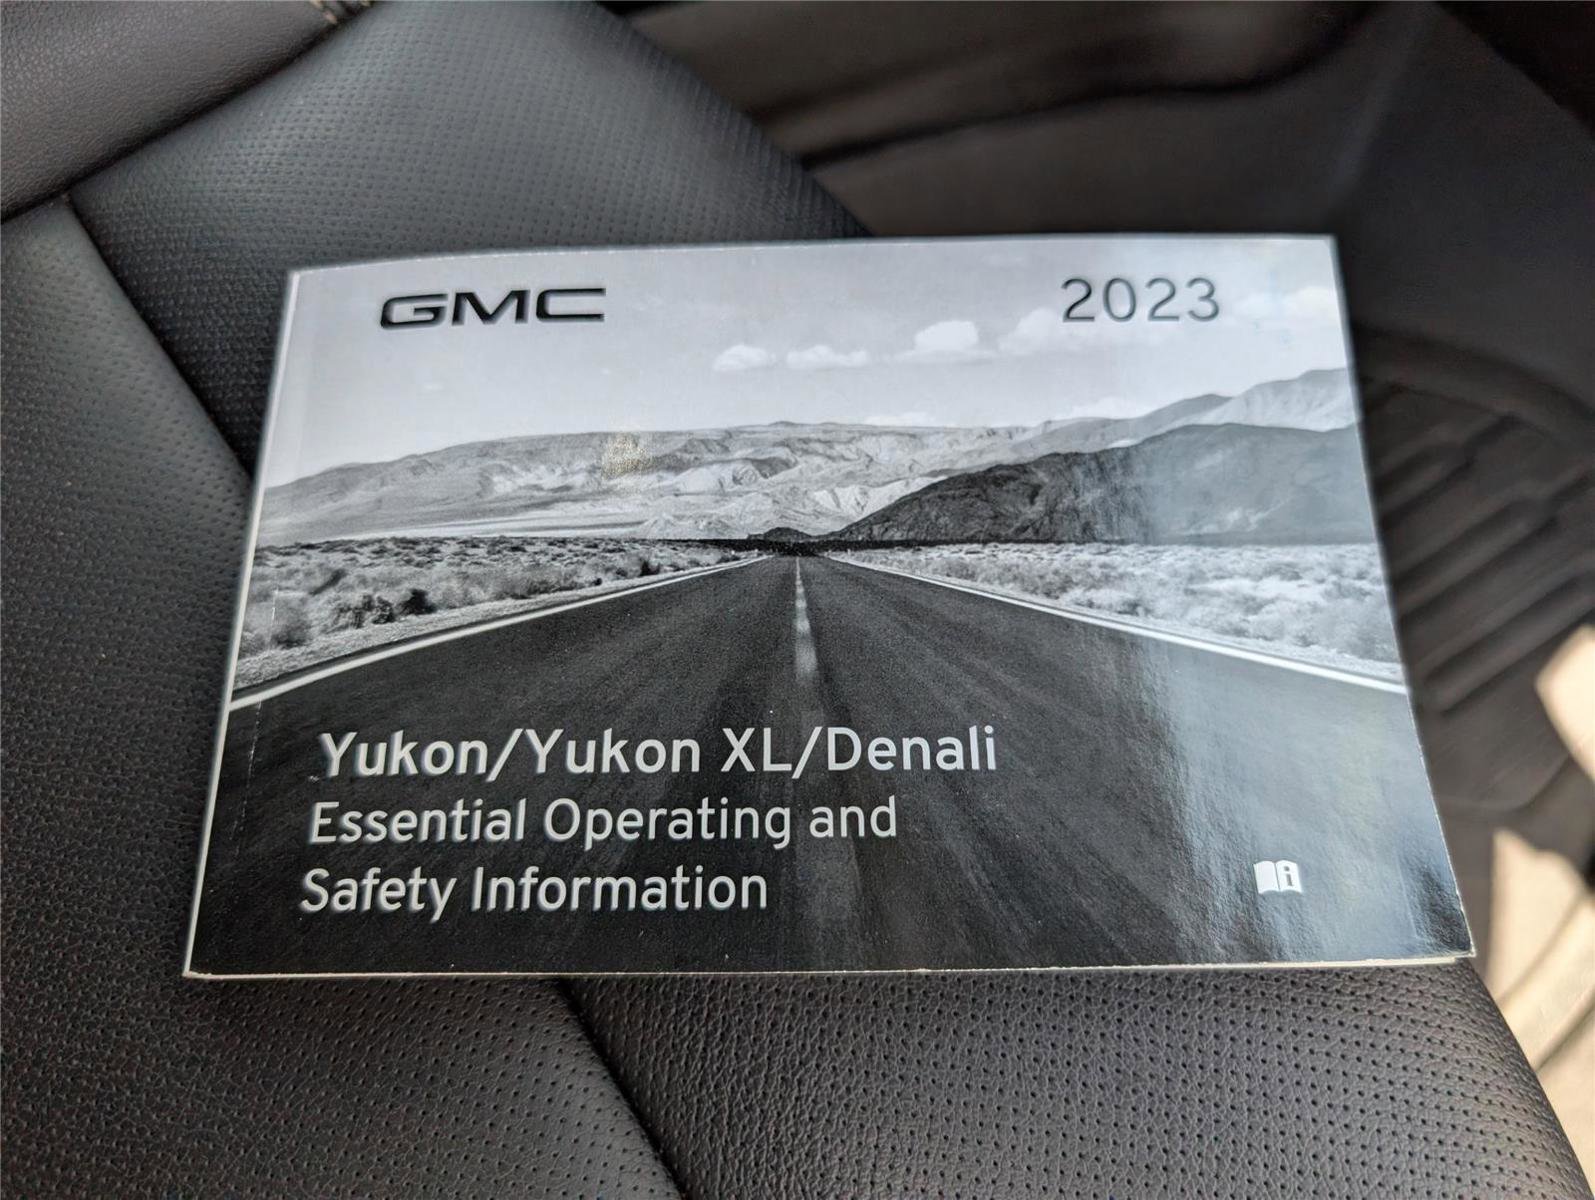 GMC 2023
Yukon/Yukon XL/Denali
Essential Operating and
Safety Information